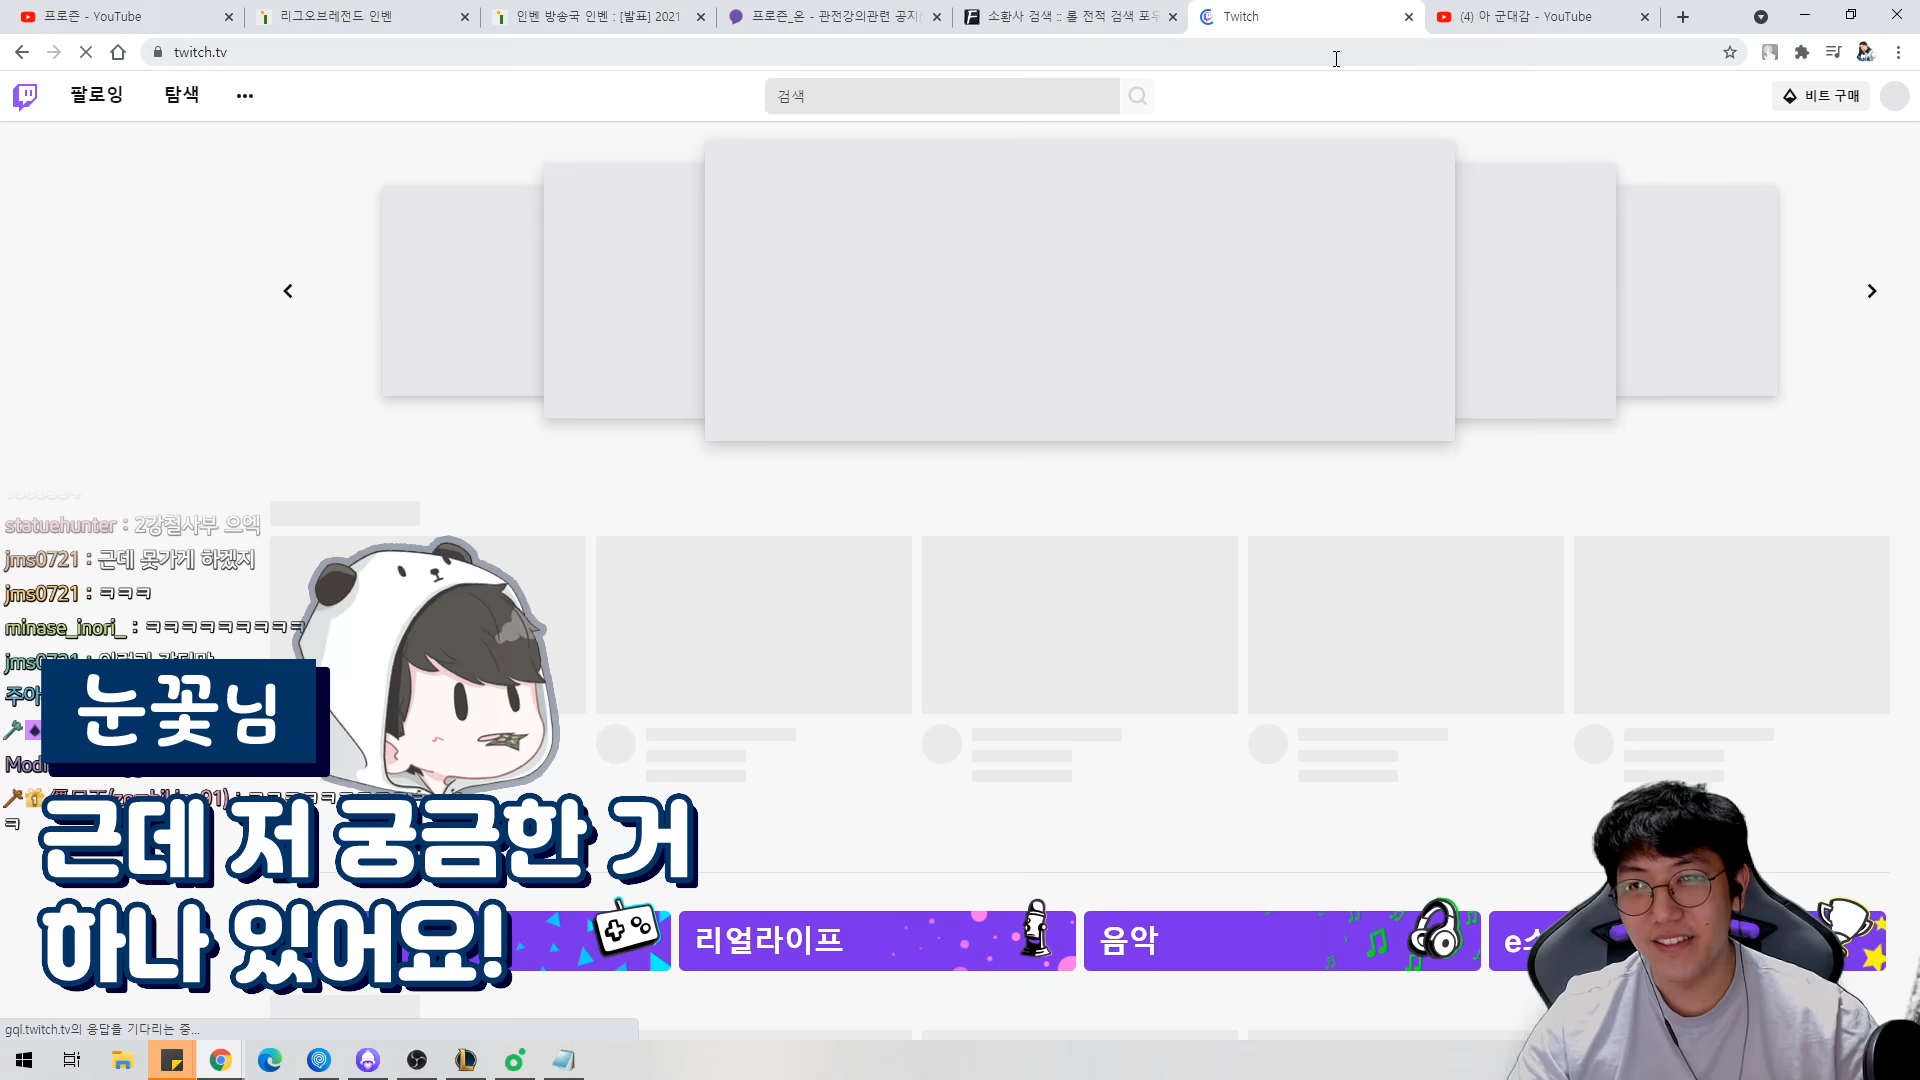 프로즌 - YouTube
리그오브레전드 인벤
인벤 방송국 인벤 : [발표] 2021
프로즌_온 - 관전강의관련 공지
소환사 검색 :: 롤 전적 검색 포우
Twitch
(4) 아 군대감 - YouTube
twitch.tv
팔로잉
탐색
검색
비트 구매
statuehunter : 2강철사부 으엑
jms0721 : 근데 못가게 하겠지
jms0721 : ㅋㅋㅋ
minase_inori_ : ㅋㅋㅋㅋㅋㅋㅋㅋㅋ
jms0721 :
눈꽃님
근데 저 궁금한 거
하나 있어요!
리얼라이프
음악
gql.twitch.tv의 응답을 기다리는 중...